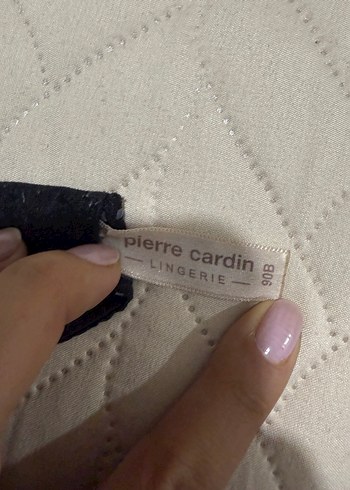 pierre cardin
— LINGERIE —
90B